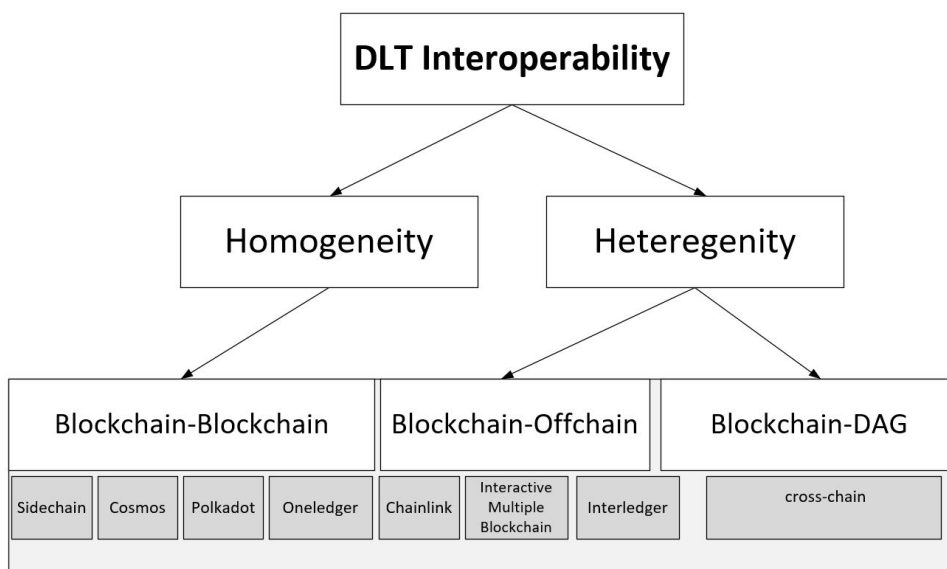 DLT Interoperability
Homogeneity
Heteregenity
Blockchain-Blockchain
Blockchain-Offchain
Blockchain-DAG
Sidechain
Cosmos
Polkadot
Oneledger
Chainlink
Interactive
Multiple
Blockchain
Interledger
cross-chain